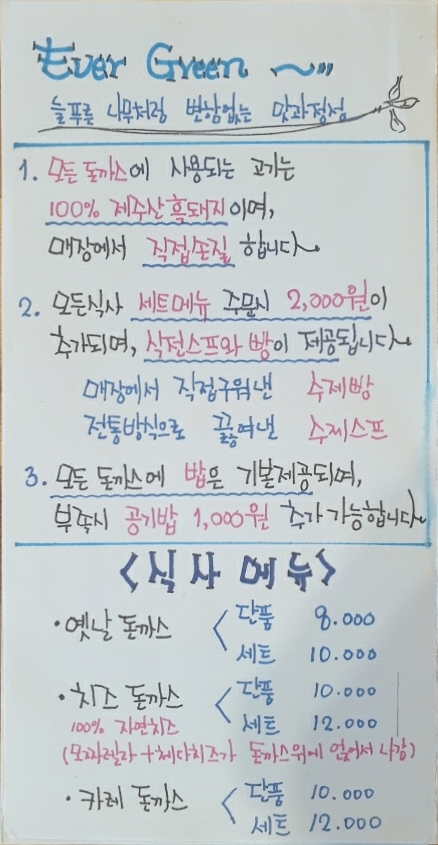 Ever Green ~
늘푸른 나무처럼 변함없는 맛과정성
1. 모든 돈까스에 사용되는 고기는
100% 제주산흑돼지이며,
매장에서 직접손질 합니다
2. 모든식사 세트메뉴 주문시 2,000원이
추가되며, 식전스프와 빵이 제공됩니다
매장에서 직접구워낸 수제빵
전통방식으로 끓여낸 수제스프
3. 모든 돈까스에 밥은 기본제공되며,
부족시 공기밥 1,000원 추가 가능합니다
<식사 메뉴>
• 옛날 돈까스 < 단품 8.000
세트 10.000
• 치즈 돈까스 < 단품 10.000
100% 자연치즈 세트 12.000
(모짜렐라+체다치즈가 돈까스위에 얹어서 나감)
• 카레 돈까스 < 단품 10.000
세트 12.000